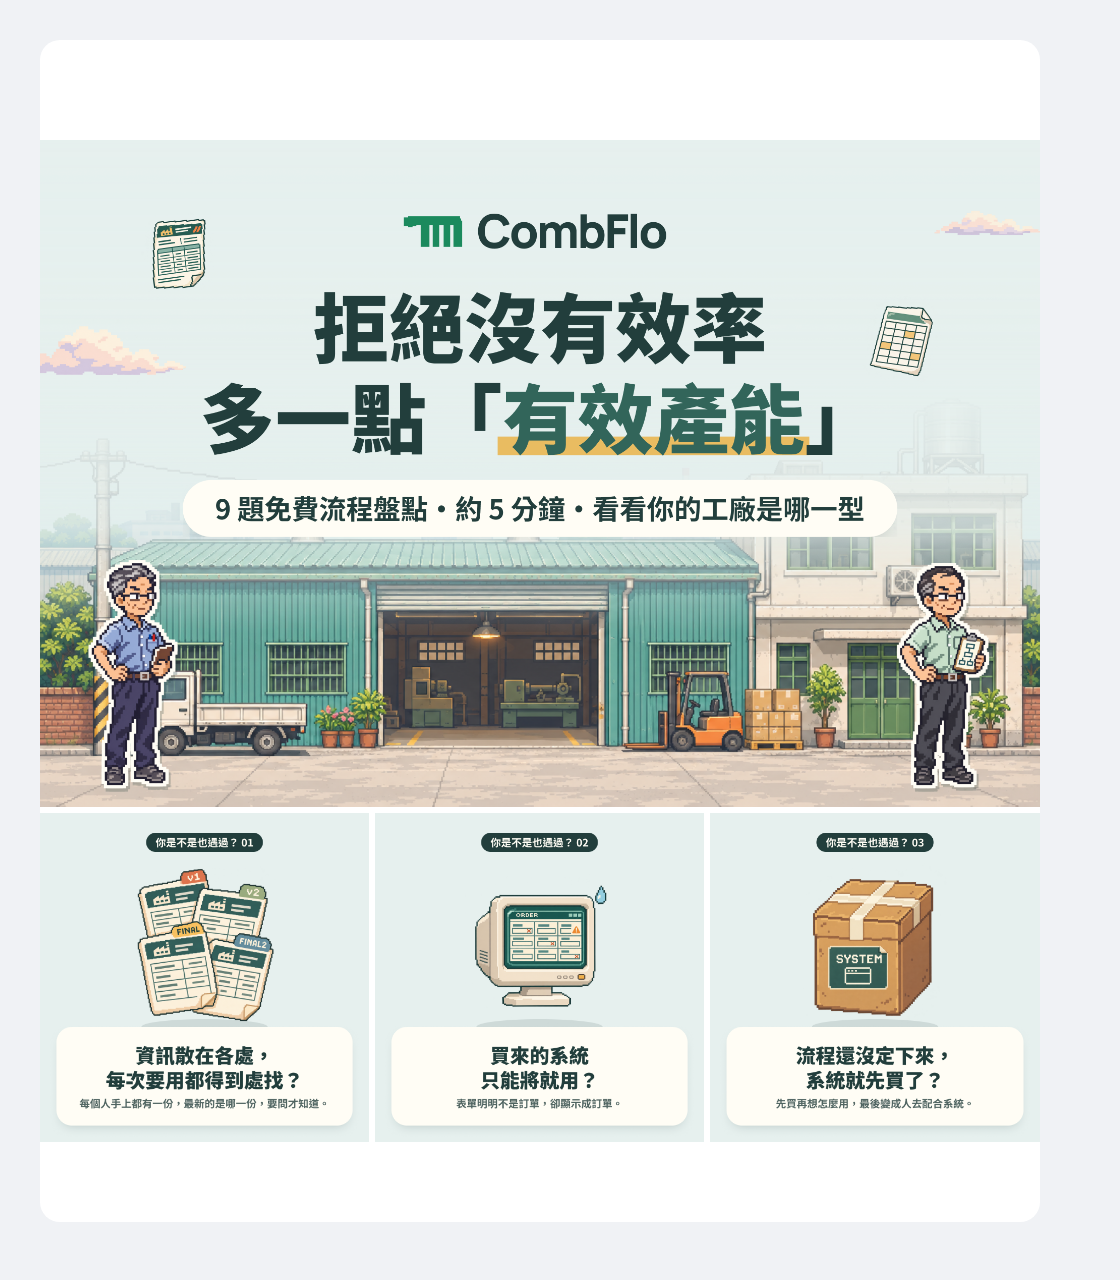 CombFlo
拒絕沒有效率
多一點「有效產能」
9 題免費流程盤點・約 5 分鐘・看看你的工廠是哪一型
你是不是也遇過？ 01
V1
V2
FINAL
FINAL2
資訊散在各處，
每次要用都得到處找？
每個人手上都有一份，最新的是哪一份，要問才知道。
你是不是也遇過？ 02
ORDER
買來的系統
只能將就用？
表單明明不是訂單，卻顯示成訂單。
你是不是也遇過？ 03
SYSTEM
流程還沒定下來，
系統就先買了？
先買再想怎麼用，最後變成人去配合系統。